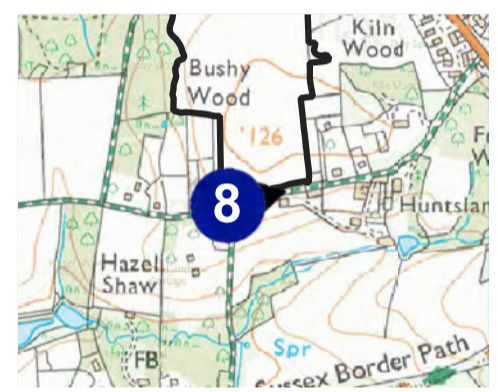 Kiln
Wood
Bushy
Wood
'126
8
Huntslan
Hazel
Shaw
Spr
FB
Sussex Border Path